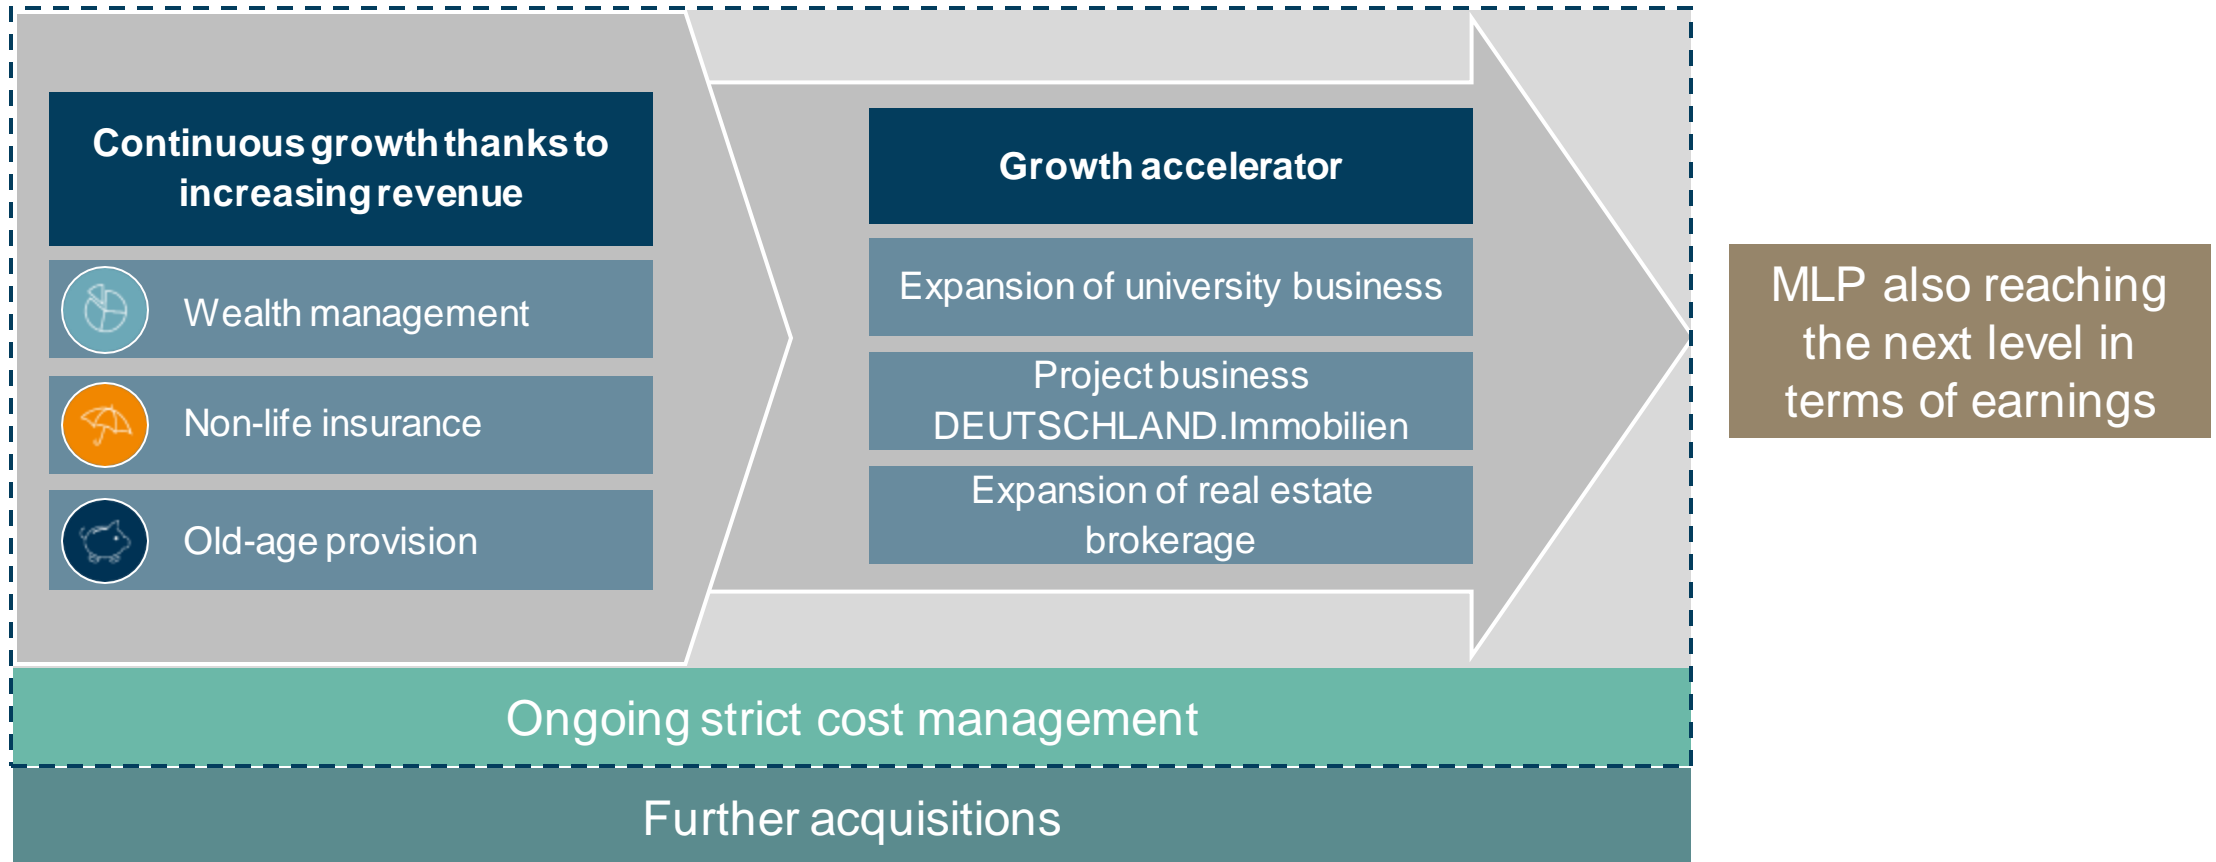 Continuous growth thanks to
increasing revenue
Wealth management
Non-life insurance
Old-age provision
Growth accelerator
Expansion of university business
Project business
DEUTSCHLAND.Immobilien
Expansion of real estate
brokerage
MLP also reaching
the next level in
terms of earnings
Ongoing strict cost management
Further acquisitions